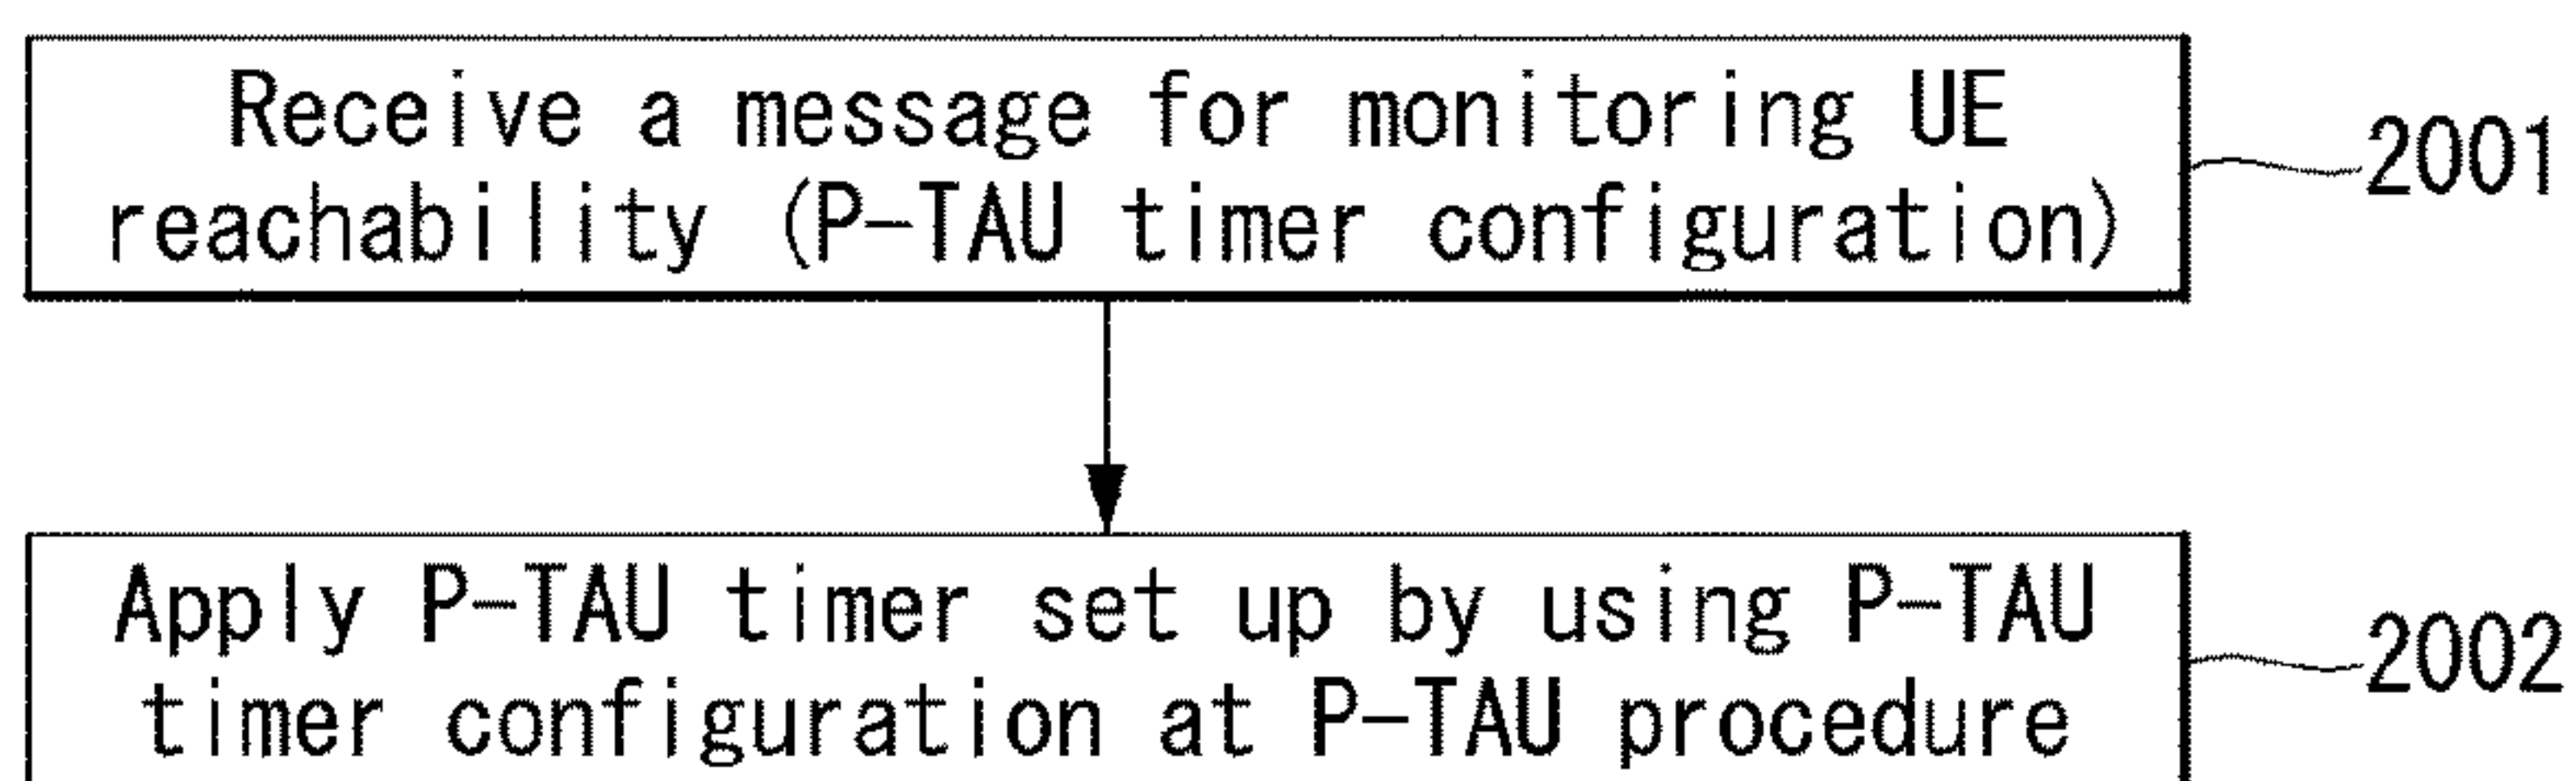 Receive a message for monitoring UE
reachability (P-TAU timer configuration)
2001
Apply P-TAU timer set up by using P-TAU
timer configuration at P-TAU procedure
2002